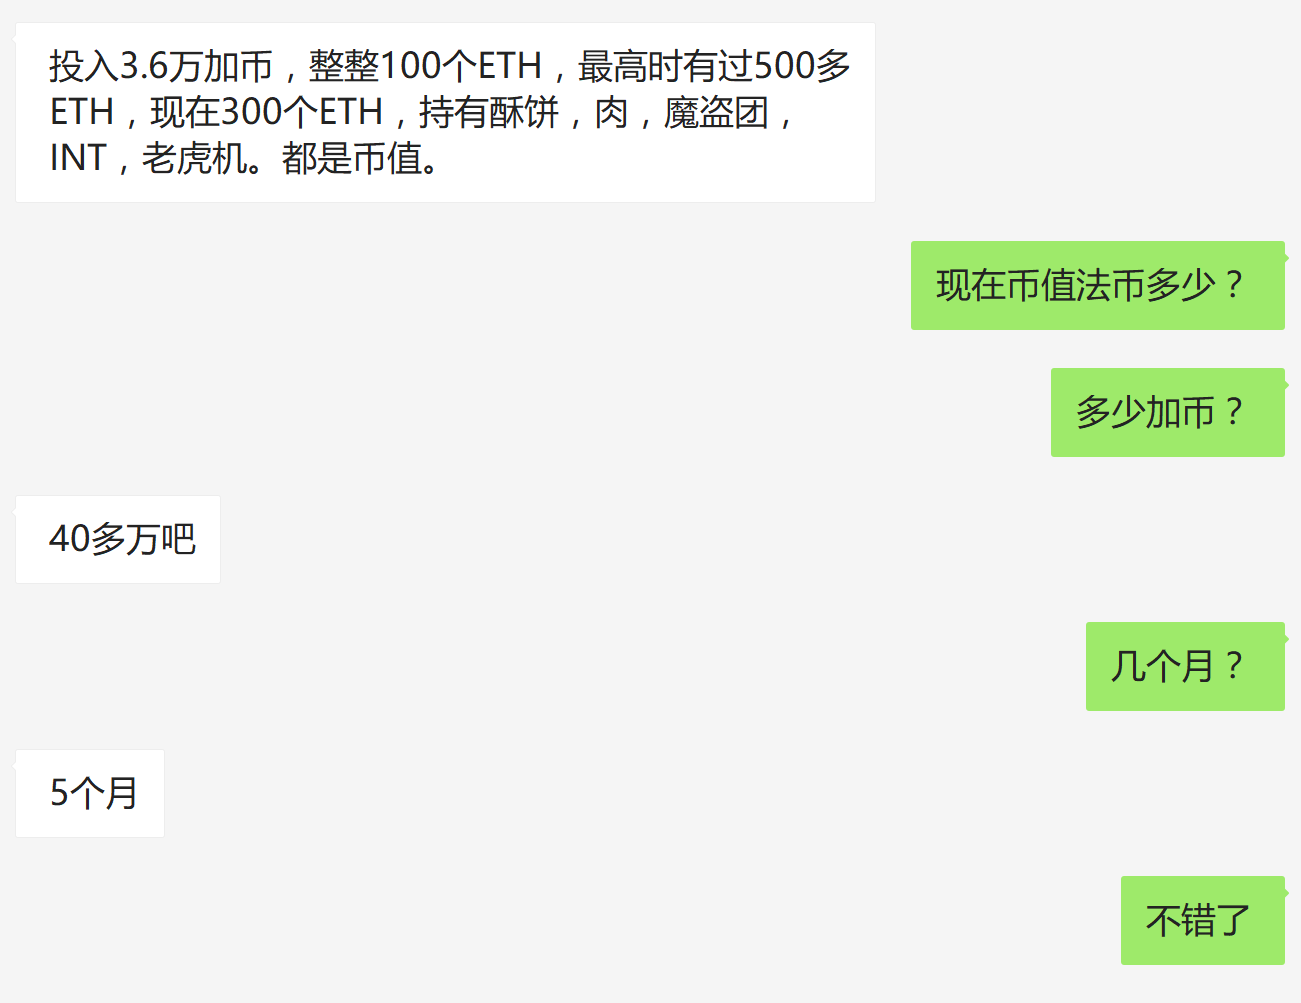 投入3.6万加币，整整100个ETH，最高时有过500多
ETH，现在300个ETH，持有酥饼，肉，魔盗团，
INT，老虎机。都是币值。
现在币值法币多少？
多少加币？
40多万吧
几个月？
5个月
不错了